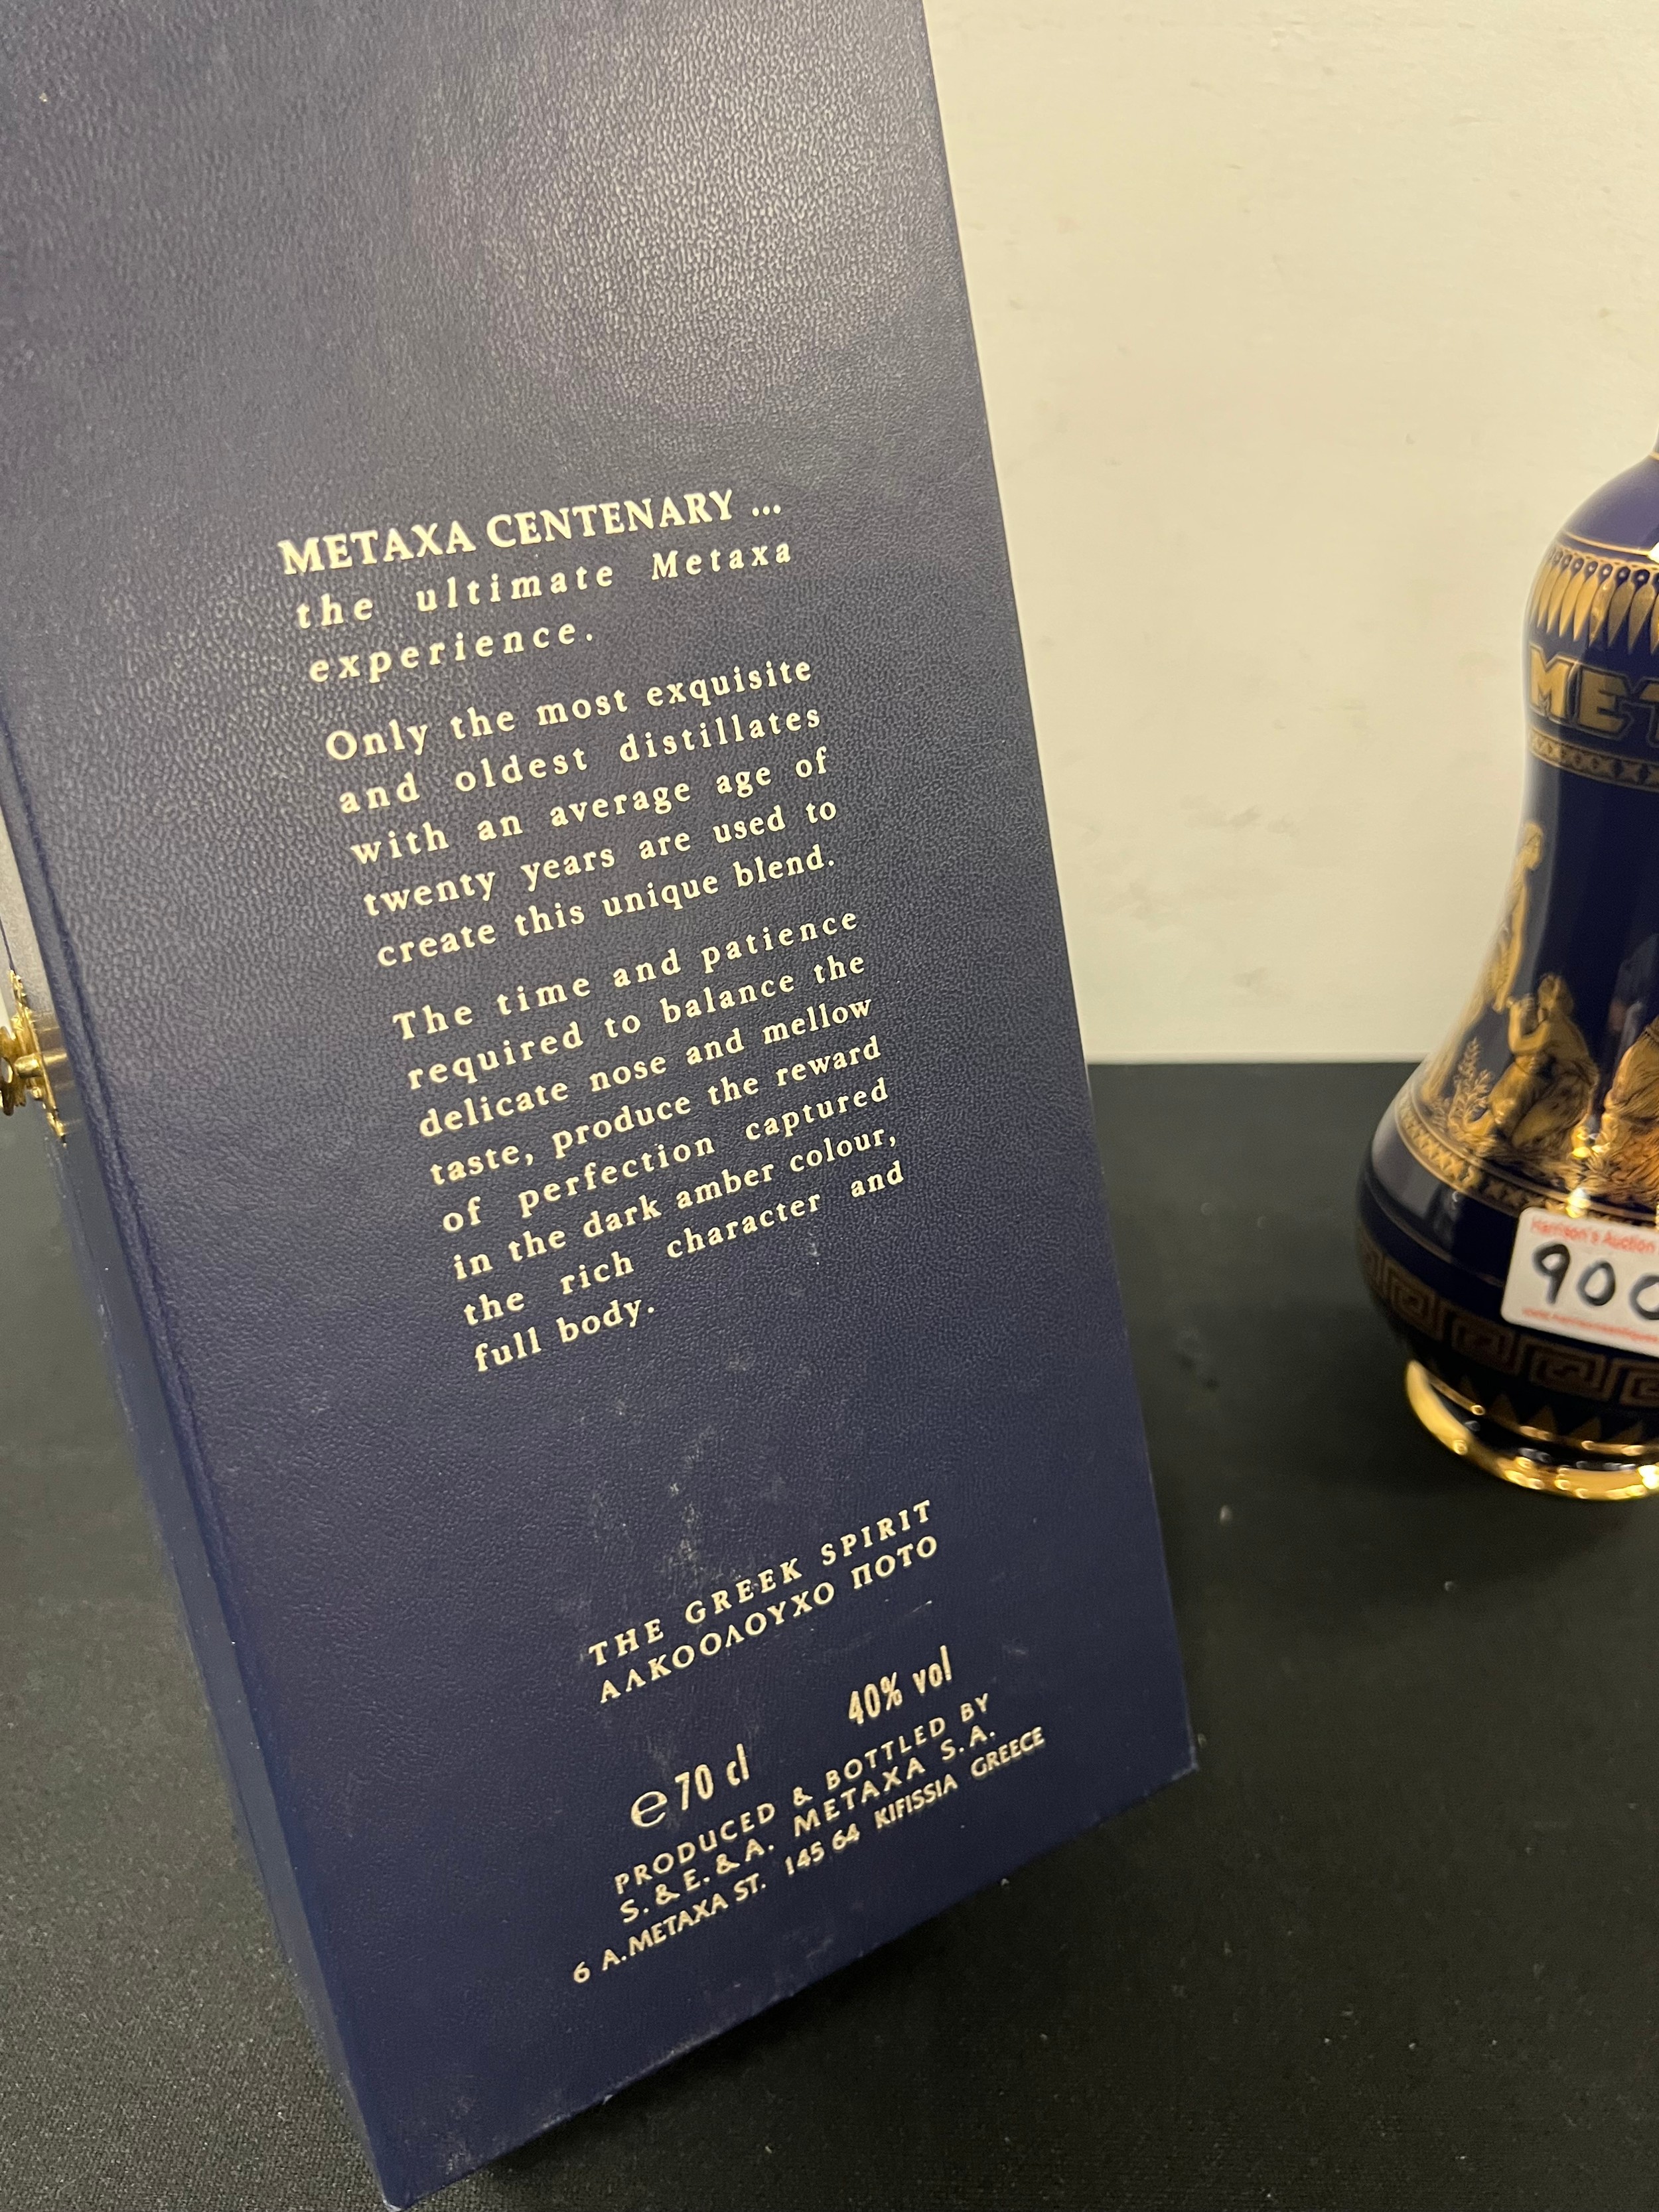 METAXA CENTENARY ...
the ultimate Metaxa
experience.
Only the most exquisite
and oldest distillates
with an average age of
twenty years are used to
create this unique blend.
The time and patience
required to balance the
delicate nose and mellow
taste, produce the reward
of perfection captured
in the dark amber colour,
the rich character and
full body.
THE GREEK SPIRIT
ΑΛΚΟΟΛΟΥΧΟ ΠΟΤΟ
40% vol
℮ 70 cl
PRODUCED & BOTTLED BY
S. & E. & A. METAXA S.A.
6 A.METAXA ST. 145 64 KIFISSIA GREECE
MET
Harrison's Auction
900